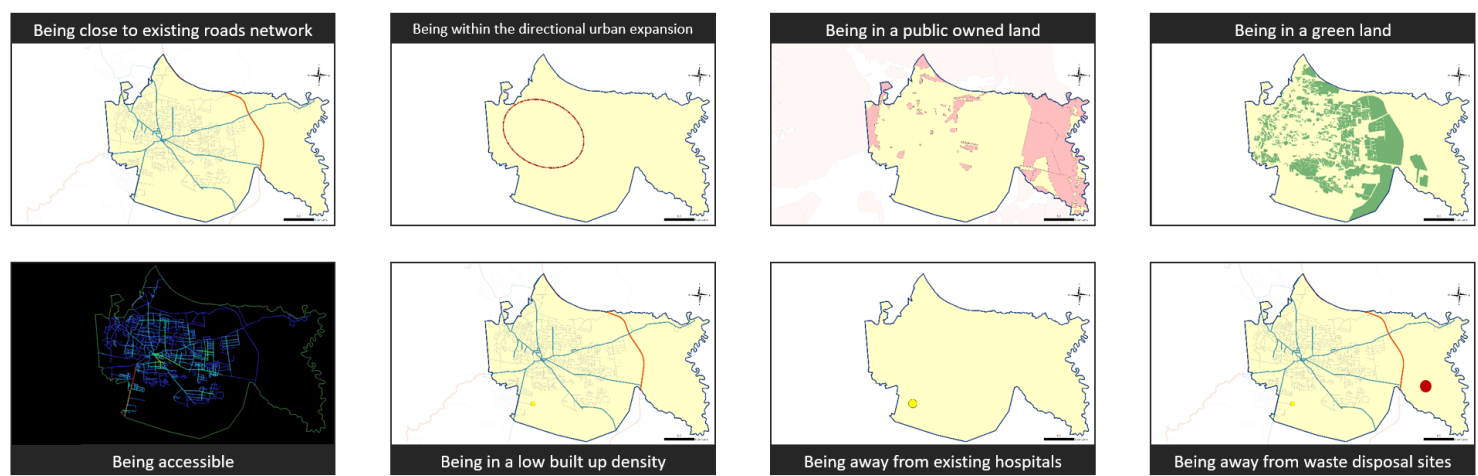 Being close to existing roads network
Being within the directional urban expansion
Being in a public owned land
Being in a green land
Being accessible
Being in a low built up density
Being away from existing hospitals
Being away from waste disposal sites